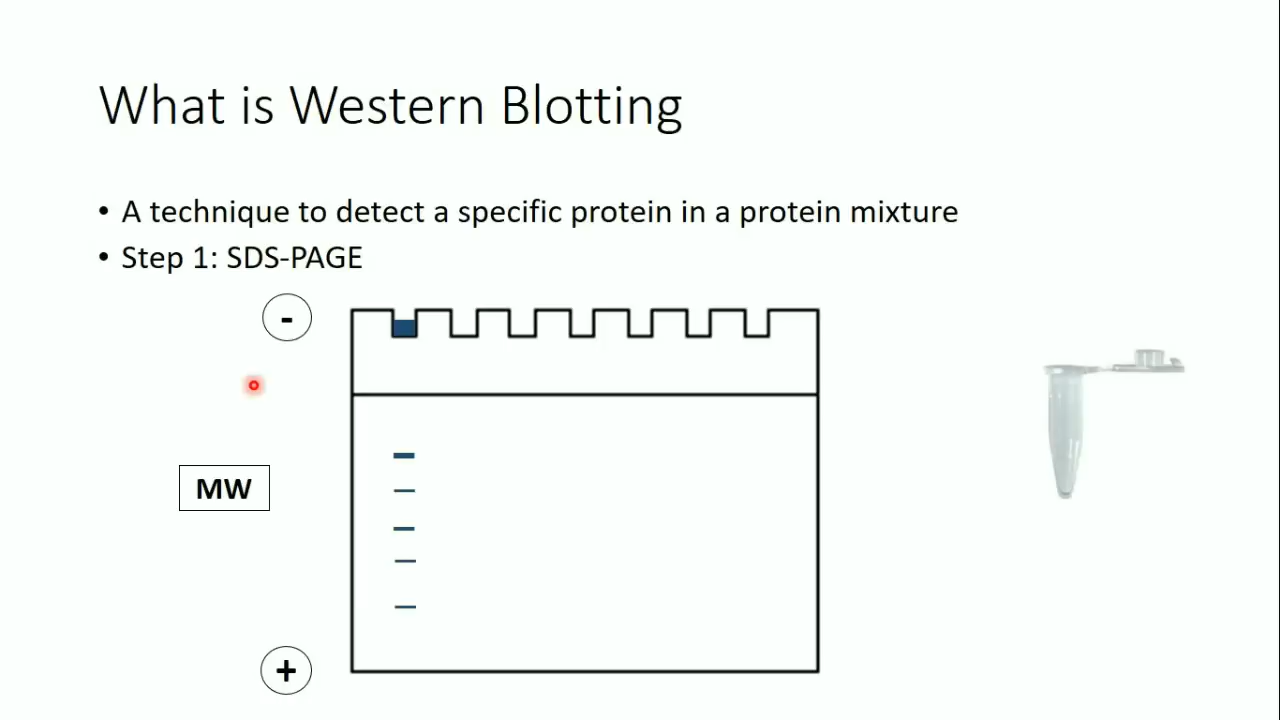 What is Western Blotting
• A technique to detect a specific protein in a protein mixture
• Step 1: SDS-PAGE
-
MW
+